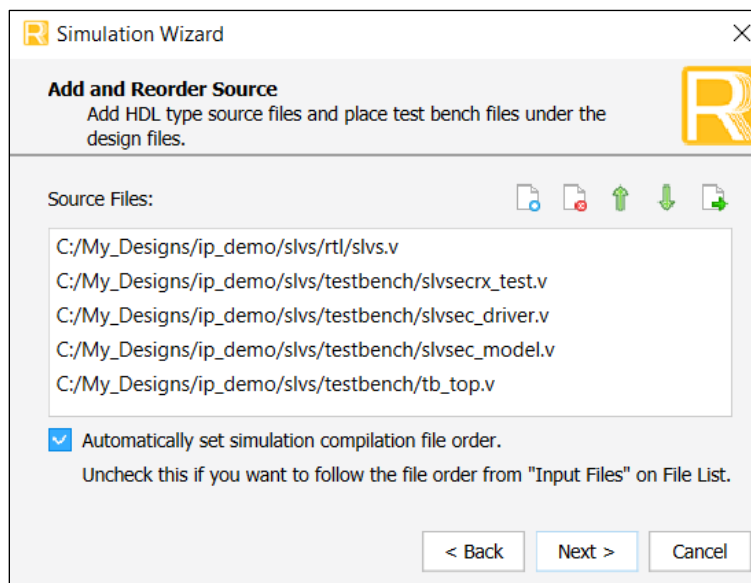 Simulation Wizard
Add and Reorder Source
Add HDL type source files and place test bench files under the
design files.
Source Files:
C:/My_Designs/ip_demo/slvs/rtl/slvs.v
C:/My_Designs/ip_demo/slvs/testbench/slvsecrx_test.v
C:/My_Designs/ip_demo/slvs/testbench/slvsec_driver.v
C:/My_Designs/ip_demo/slvs/testbench/slvsec_model.v
C:/My_Designs/ip_demo/slvs/testbench/tb_top.v
Automatically set simulation compilation file order.
Uncheck this if you want to follow the file order from "Input Files" on File List.
< Back Next > Cancel